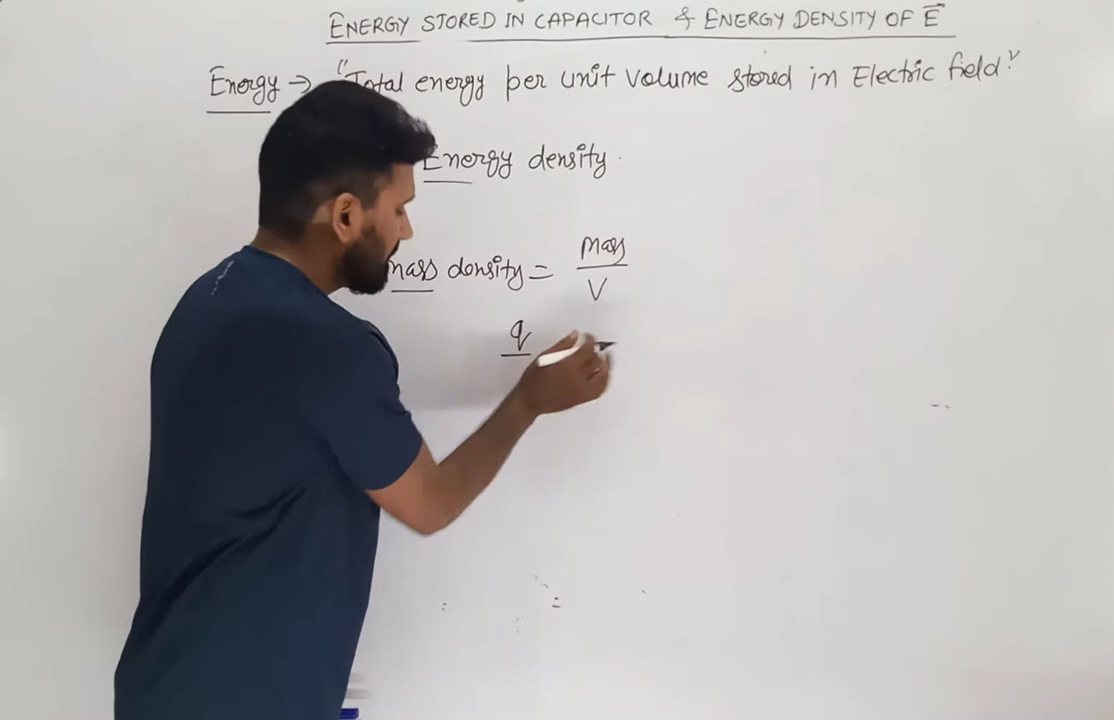 ENERGY STORED IN CAPACITOR & ENERGY DENSITY OF E⃗
Energy → "Total energy per unit volume stored in Electric field"
Energy density.
mass density = mass / V
q